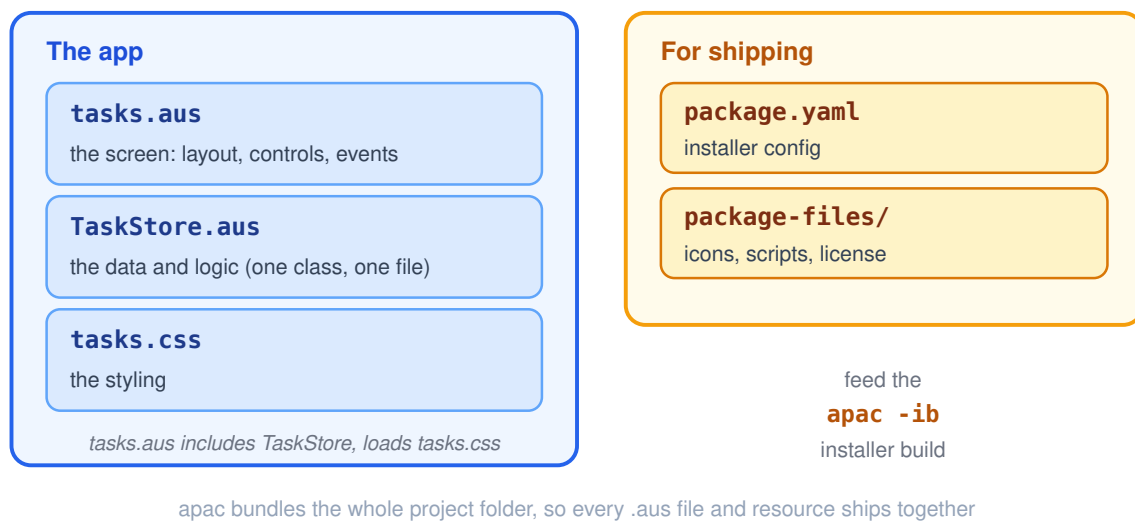 The app
tasks.aus
the screen: layout, controls, events
TaskStore.aus
the data and logic (one class, one file)
tasks.css
the styling
tasks.aus includes TaskStore, loads tasks.css
For shipping
package.yaml
installer config
package-files/
icons, scripts, license
feed the
apac -ib
installer build
apac bundles the whole project folder, so every .aus file and resource ships together